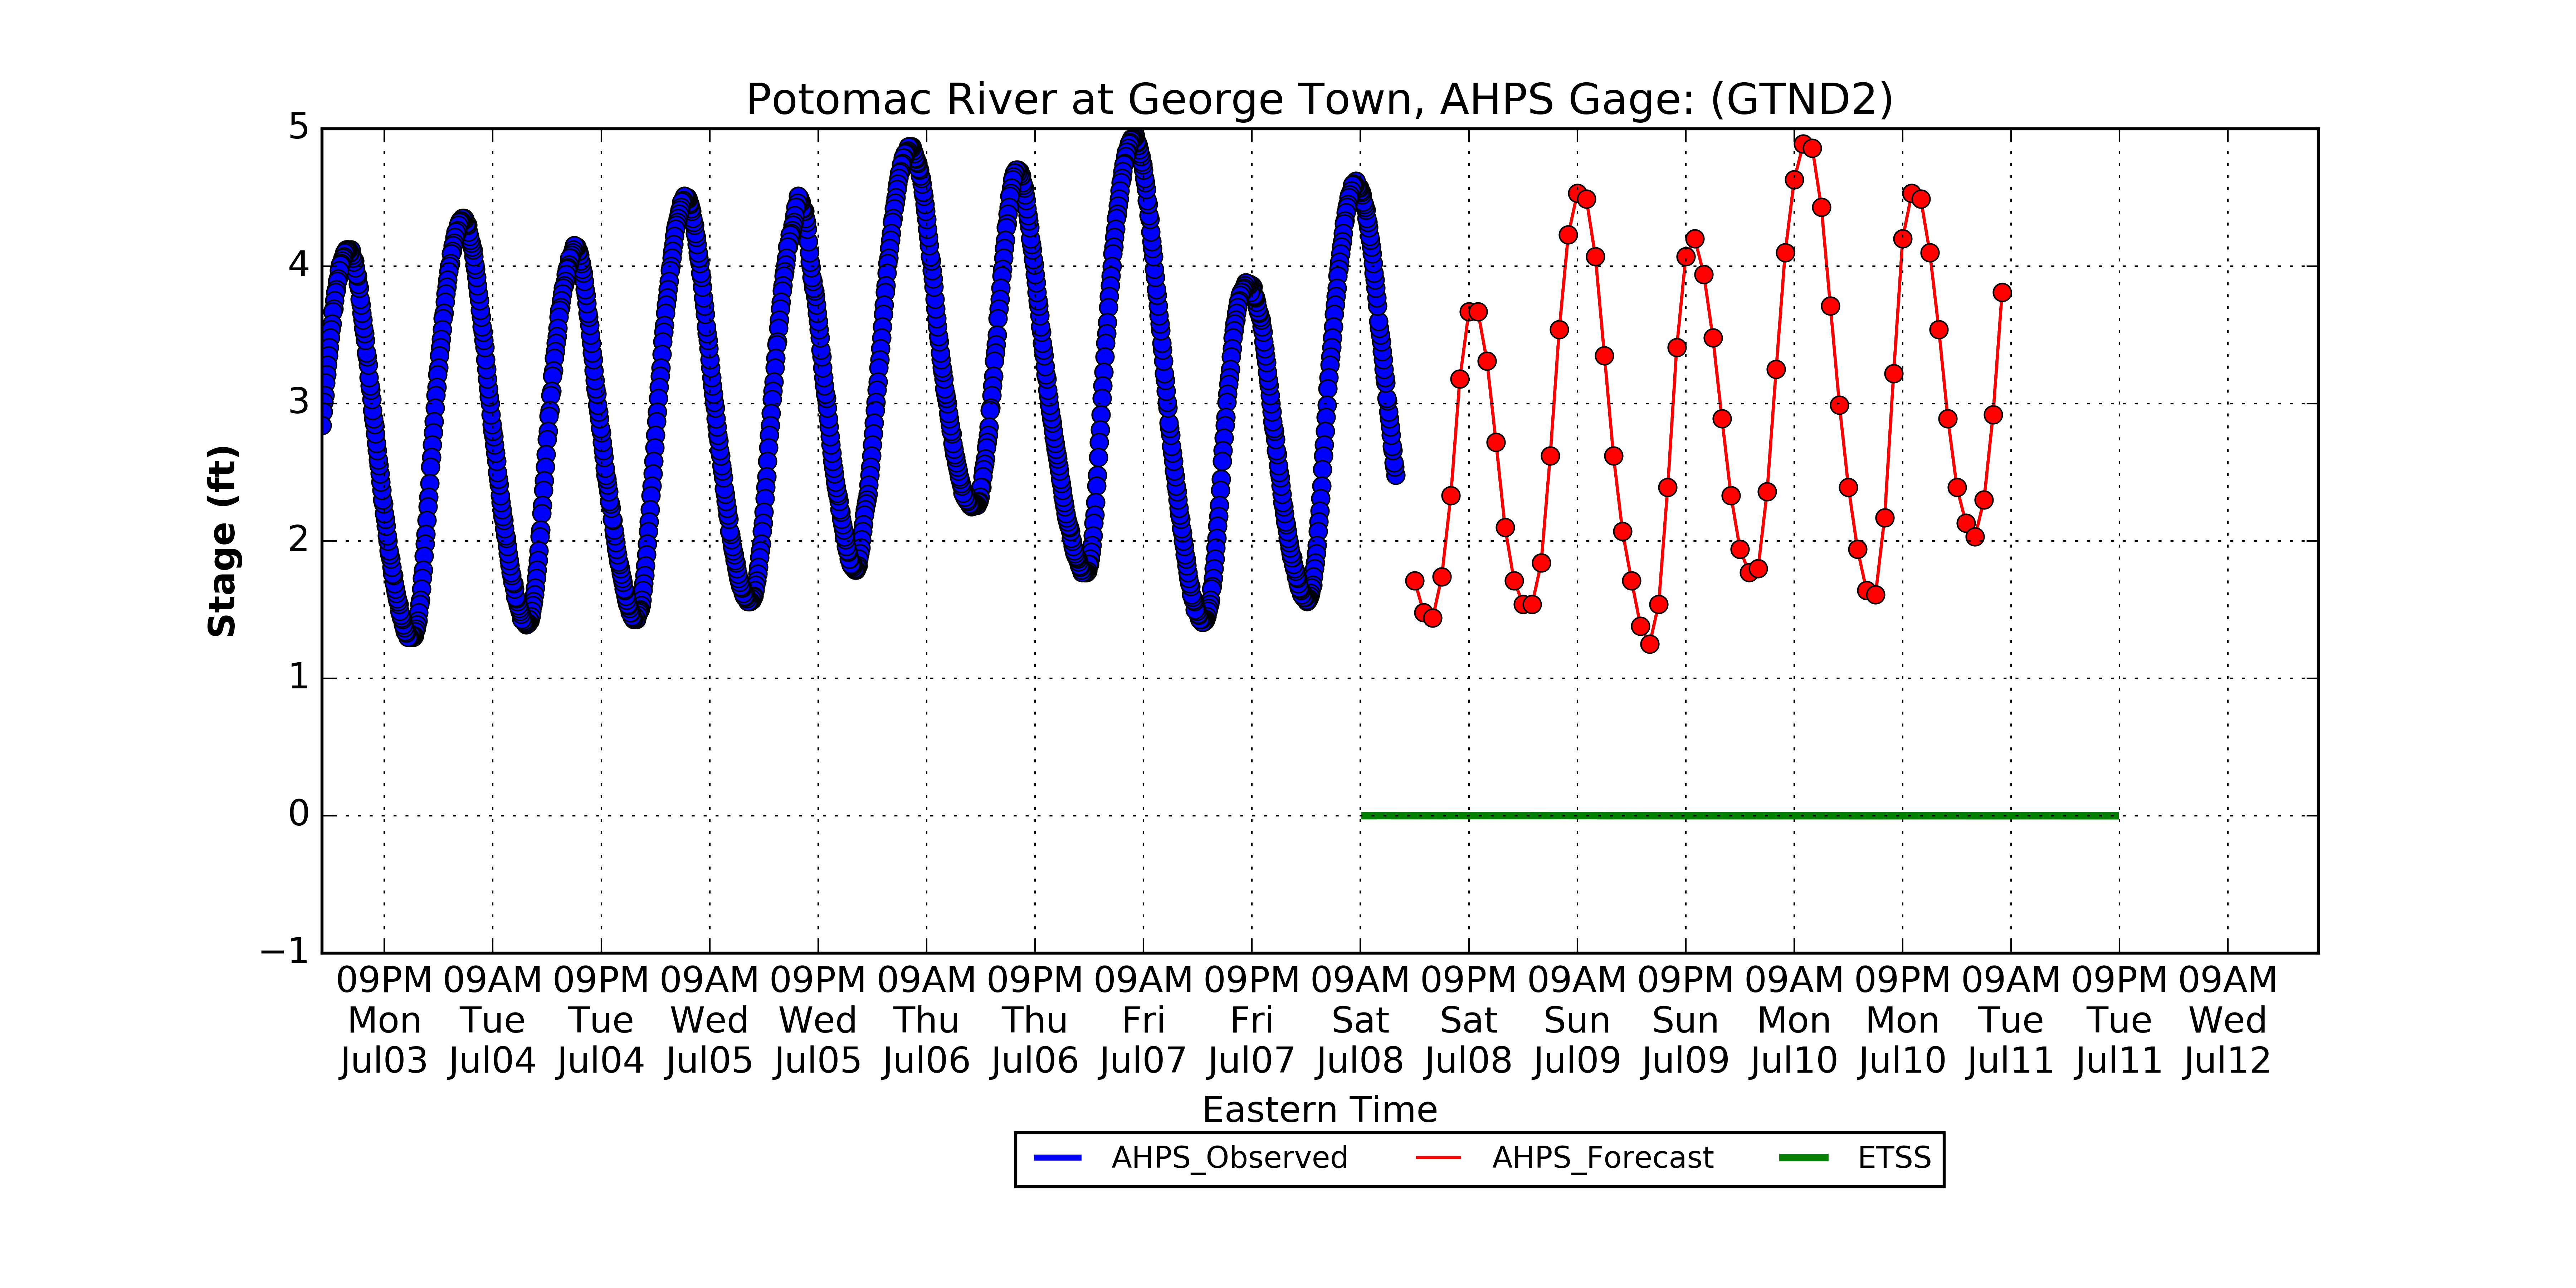 Potomac River at George Town, AHPS Gage: (GTND2)
5
4
3
2
1
0
−1
Stage (ft)
09PM 09AM 09PM 09AM 09PM 09AM 09PM 09AM 09PM 09AM 09PM 09AM 09PM 09AM 09PM 09AM 09PM 09AM
Mon Tue Tue Wed Wed Thu Thu Fri Fri Sat Sat Sun Sun Mon Mon Tue Tue Wed
Jul03 Jul04 Jul04 Jul05 Jul05 Jul06 Jul06 Jul07 Jul07 Jul08 Jul08 Jul09 Jul09 Jul10 Jul10 Jul11 Jul11 Jul12
Eastern Time
AHPS_Observed AHPS_Forecast ETSS